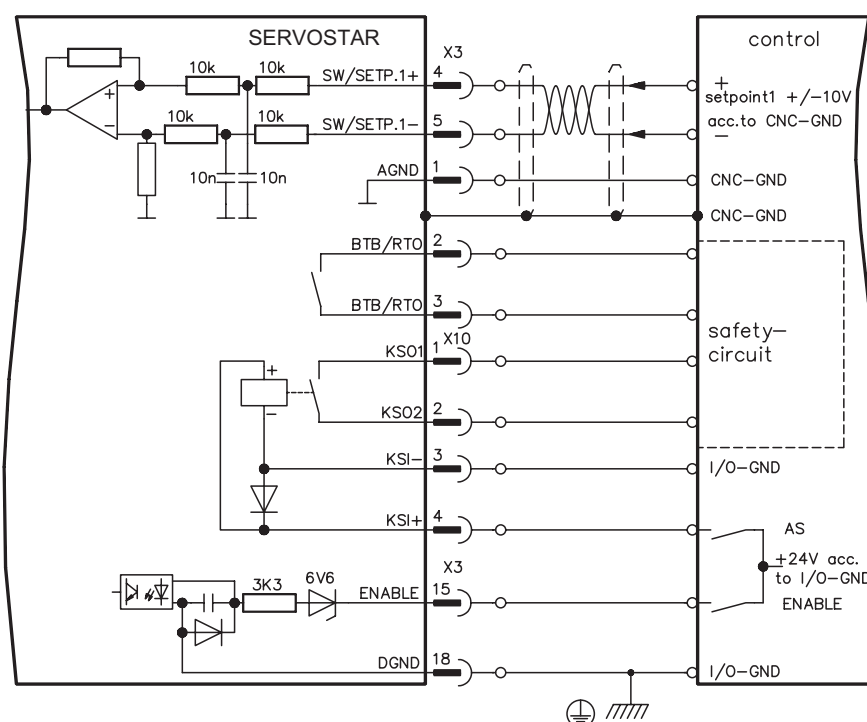 SERVOSTAR
control
X3
10k
10k
SW/SETP.1+
4
+
+
setpoint1 +/-10V
10k
10k
SW/SETP.1-
5
acc.to CNC-GND
-
-
10n
10n
AGND
1
CNC-GND
CNC-GND
BTB/RTO
2
BTB/RTO
3
safety-
circuit
X10
KSO1
1
+
-
KSO2
2
KSI-
3
I/O-GND
KSI+
4
AS
+24V acc.
to I/O-GND
X3
3K3
6V6
ENABLE
15
ENABLE
DGND
18
I/O-GND